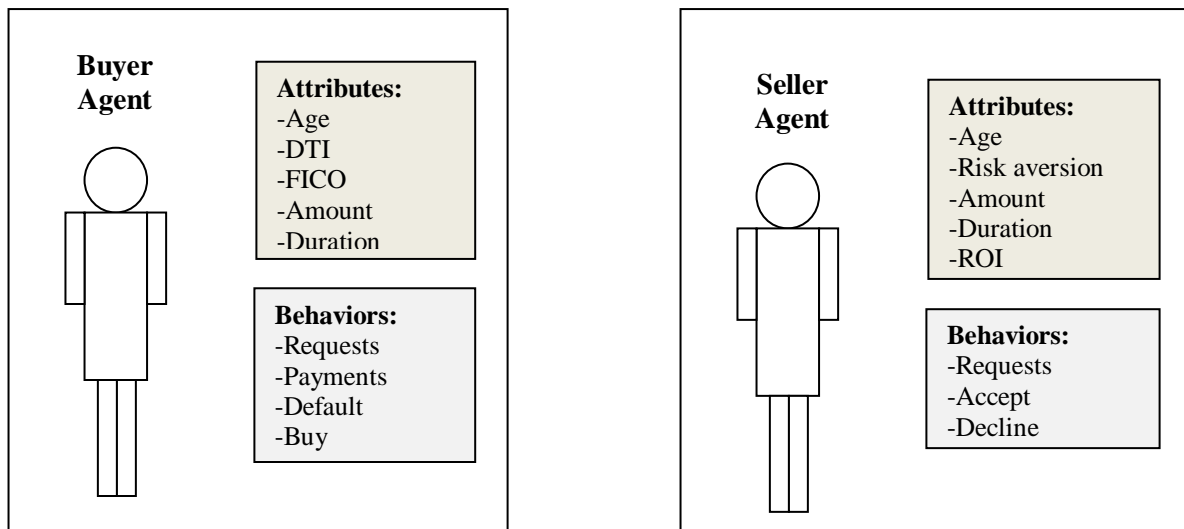 Buyer
Agent
Attributes:
-Age
-DTI
-FICO
-Amount
-Duration
Behaviors:
-Requests
-Payments
-Default
-Buy
Seller
Agent
Attributes:
-Age
-Risk aversion
-Amount
-Duration
-ROI
Behaviors:
-Requests
-Accept
-Decline